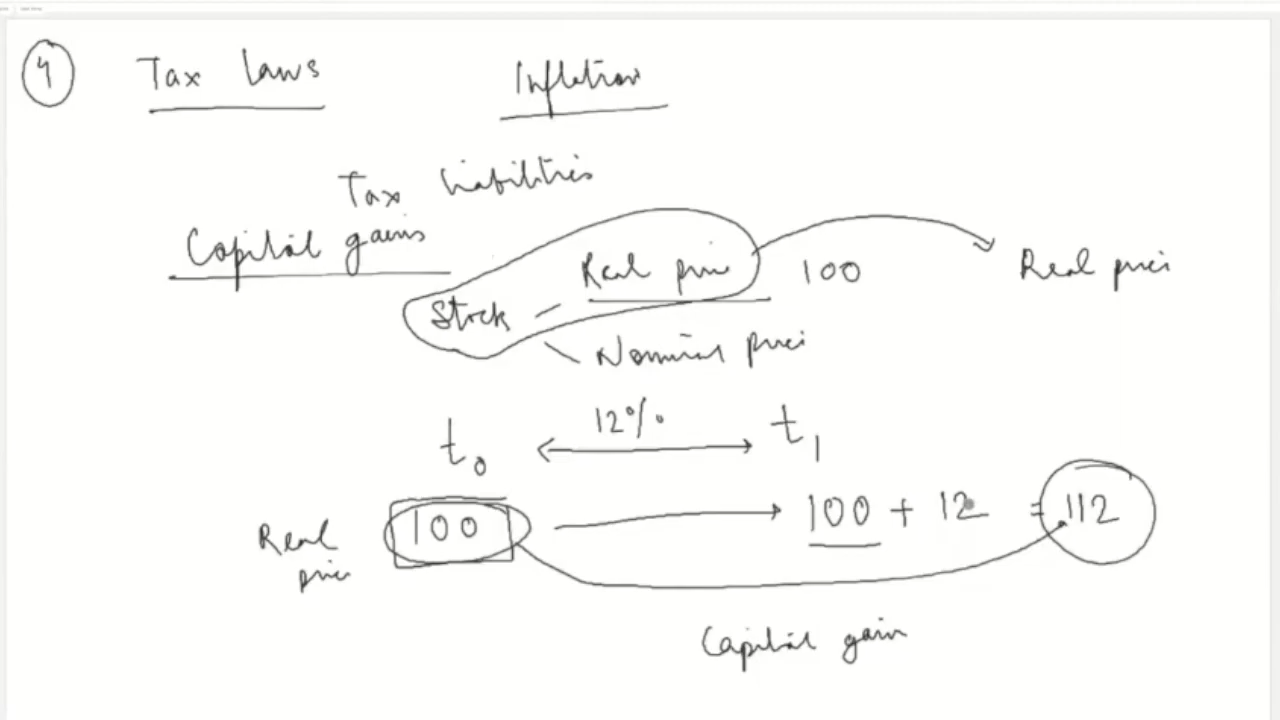 4 Tax Laws Inflation
Tax Liabilities
Capital gains
Real price 100 Real price
Stock
Nominal price
t0 12% t1
Real price 100 100 + 12 = 112
Capital gain